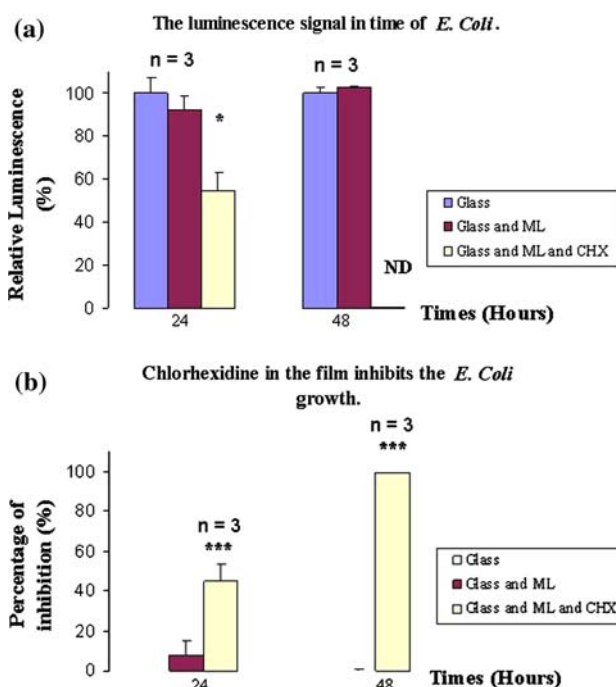 (a)
The luminescence signal in time of E. Coli.
n = 3
n = 3
*
ND
Relative Luminescence
(%)
100
80
60
40
20
0
24
48
Times (Hours)
Glass
Glass and ML
Glass and ML and CHX
(b)
Chlorhexidine in the film inhibits the E. Coli
growth.
n = 3
***
n = 3
***
Percentage of
inhibition (%)
100
80
60
40
20
0
24
48
Times (Hours)
Glass
Glass and ML
Glass and ML and CHX